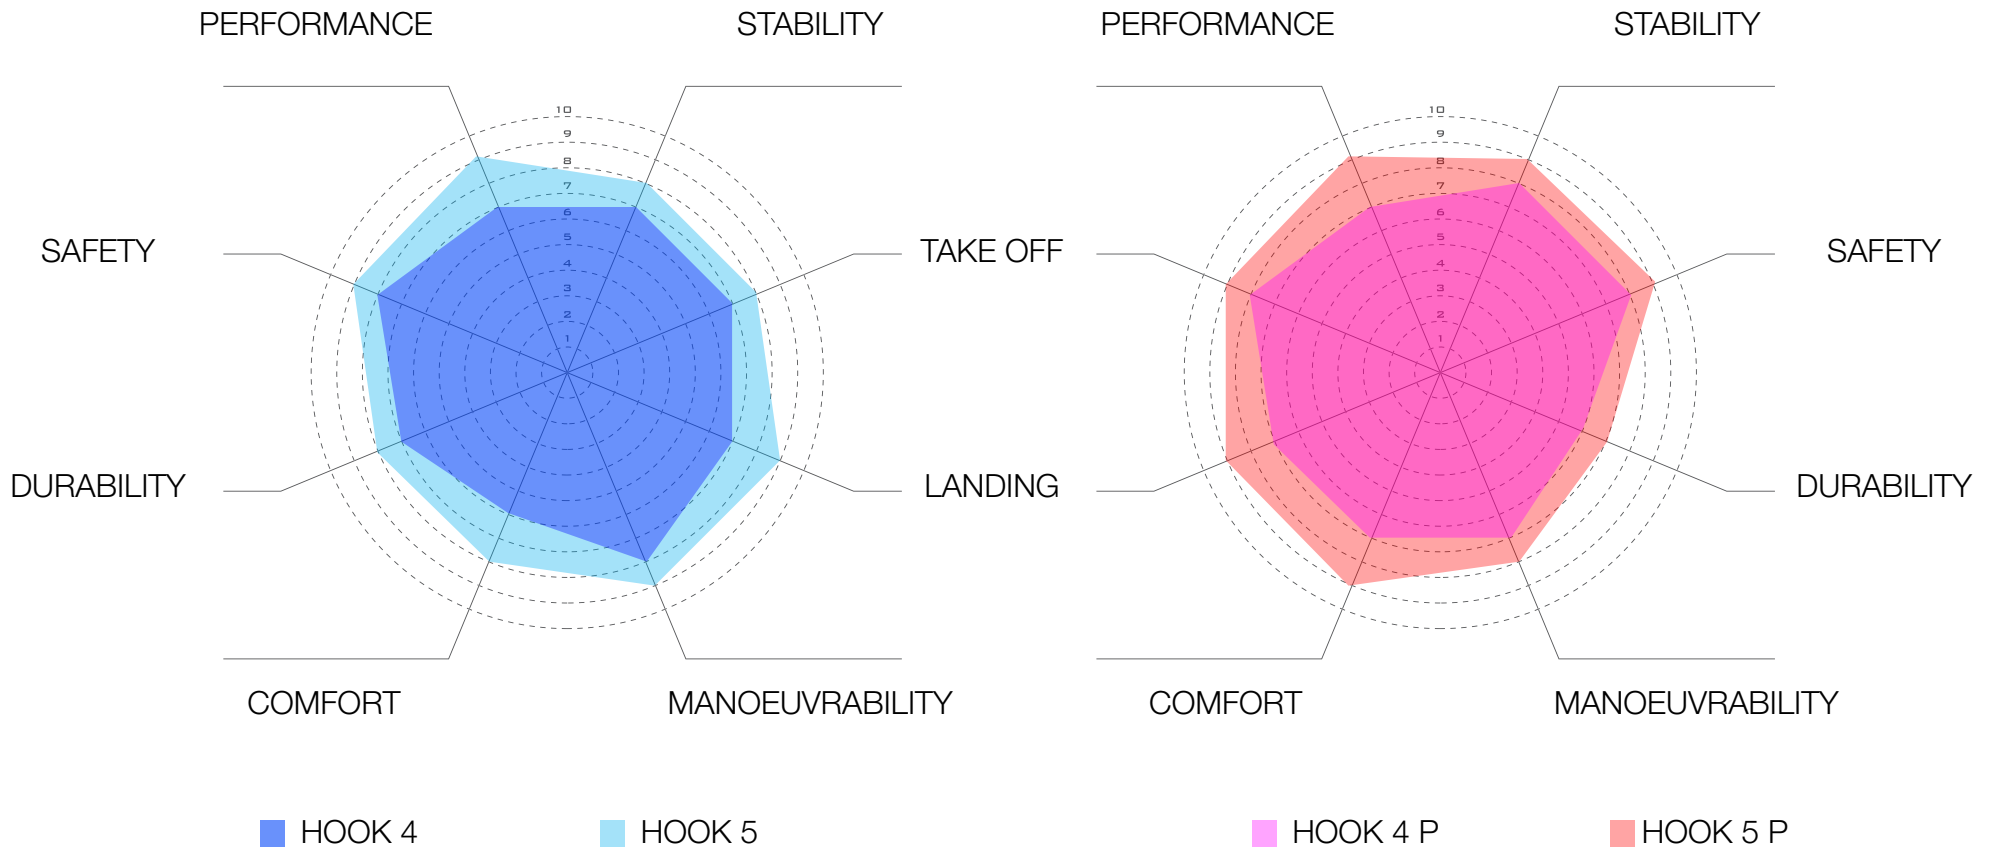 PERFORMANCE
STABILITY
PERFORMANCE
STABILITY
10
9
8
7
6
5
4
3
2
1
10
9
8
7
6
5
4
3
2
1
SAFETY
TAKE OFF
SAFETY
DURABILITY
LANDING
DURABILITY
COMFORT
MANOEUVRABILITY
COMFORT
MANOEUVRABILITY
HOOK 4
HOOK 5
HOOK 4 P
HOOK 5 P